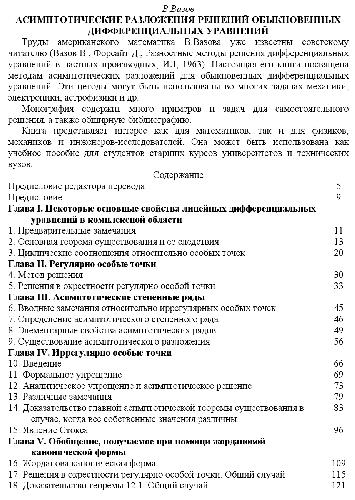 Р.Вазов
АСИМПТОТИЧЕСКИЕ РАЗЛОЖЕНИЯ РЕШЕНИЙ ОБЫКНОВЕННЫХ
ДИФФЕРЕНЦИАЛЬНЫХ УРАВНЕНИЙ
Труды американского математика В.Вазова уже известны советскому
читателю (Вазов В., Форсайт Д., Разностные методы решения дифференциальных
уравнений в частных производных, ИЛ, 1963). Настоящая его книга посвящена
методам асимптотических разложений для обыкновенных дифференциальных
уравнений. Эти методы могут быть использованы во многих задачах механики,
электроники, астрофизики и др.
Монография содержит много примеров и задач для самостоятельного
решения, а также обширную библиографию.
Книга представляет интерес как для математиков, так и для физиков,
механиков и инженеров-исследователей. Она может быть использована как
учебное пособие для студентов старших курсов университетов и технических
вузов.
Содержание
Предисловие редактора перевода 5
Предисловие 9
Глава I. Некоторые основные свойства линейных дифференциальных
уравнений в комплексной области
1. Предварительные замечания 11
2. Основная теорема существования и ее следствия 13
3. Циклические соотношения относительно особых точек 20
Глава II. Регулярно особые точки
4. Метод решения 30
5. Решения в окрестности регулярно особой точки 33
Глава III. Асимптотические степенные ряды
6. Вводные замечания относительно иррегулярных особых точек 45
7. Определение асимптотического степенного ряда 46
8. Элементарные свойства асимптотических рядов 49
9. Существование асимптотического разложения 56
Глава IV. Иррегулярно особые точки
10. Введение 66
11. Формальное упрощение 69
12. Аналитическое упрощение и асимптотическое решение 73
13. Различные замечания 79
14. Доказательство главной асимптотической теоремы существования в 83
случае, когда все собственные значения различны
15. Явление Стокса 96
Глава V. Обобщение, получаемое при помощи жордановой
канонической формы
16. Жорданова каноническая форма 109
17. Решения в окрестности регулярно особой точки. Общий случай 115
18. Доказательство теоремы 12.1. Общий случай 121